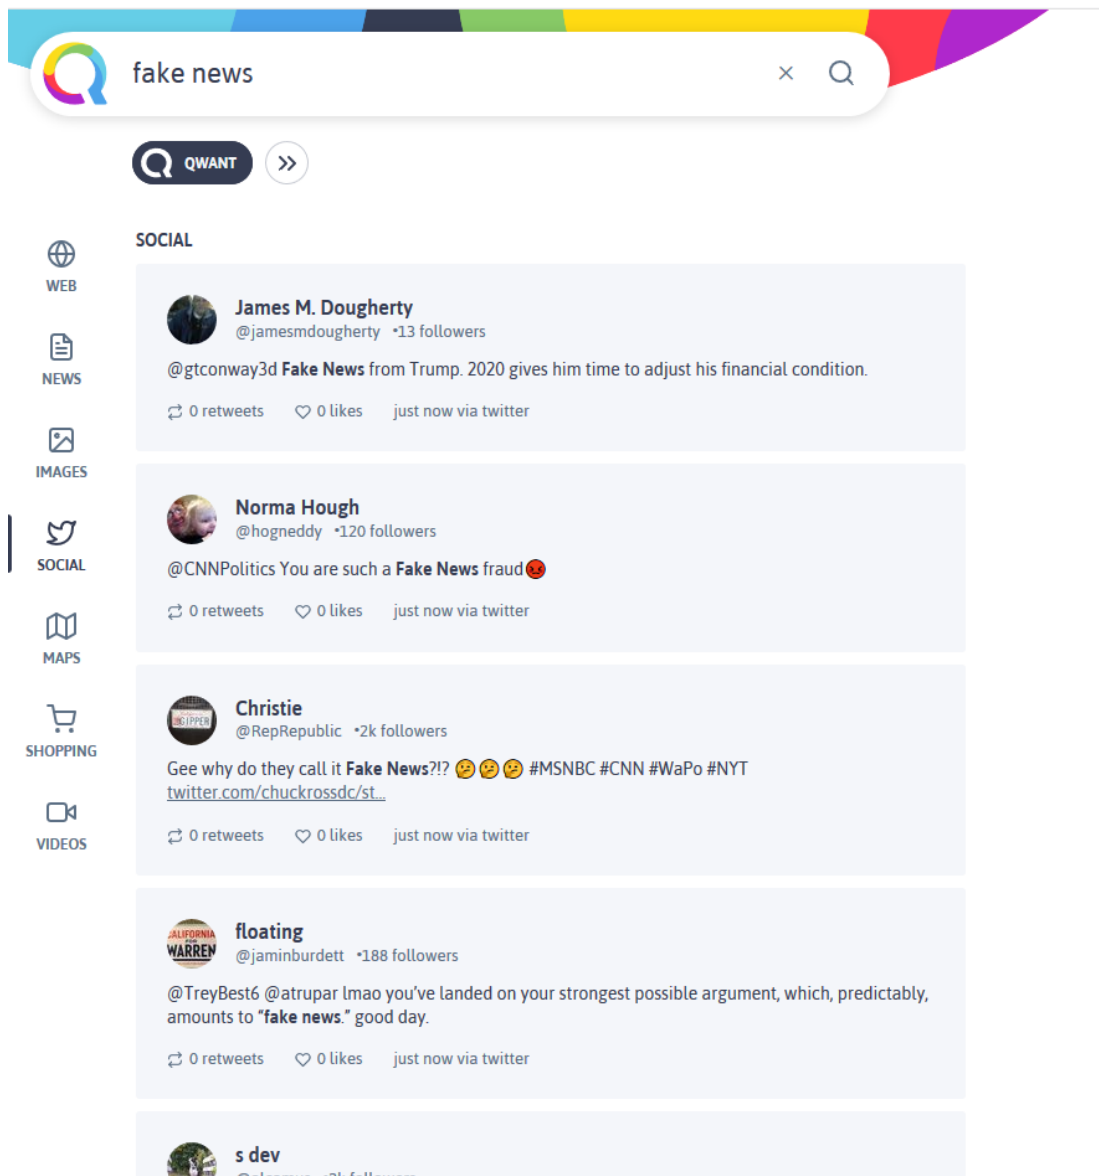 fake news
QWANT
SOCIAL
WEB
NEWS
IMAGES
SOCIAL
MAPS
SHOPPING
VIDEOS
James M. Dougherty
@jamesmdougherty •13 followers
@gtconway3d Fake News from Trump. 2020 gives him time to adjust his financial condition.
0 retweets 0 likes just now via twitter
Norma Hough
@hogneddy •120 followers
@CNNPolitics You are such a Fake News fraud😡
0 retweets 0 likes just now via twitter
GIPPER
Christie
@RepRepublic •2k followers
Gee why do they call it Fake News?!? 🤔🤔🤔 #MSNBC #CNN #WaPo #NYT
twitter.com/chuckrossdc/st...
0 retweets 0 likes just now via twitter
CALIFORNIA
FOR
WARREN
floating
@jaminburdett •188 followers
@TreyBest6 @atrupar lmao you've landed on your strongest possible argument, which, predictably,
amounts to “fake news.” good day.
0 retweets 0 likes just now via twitter
s dev